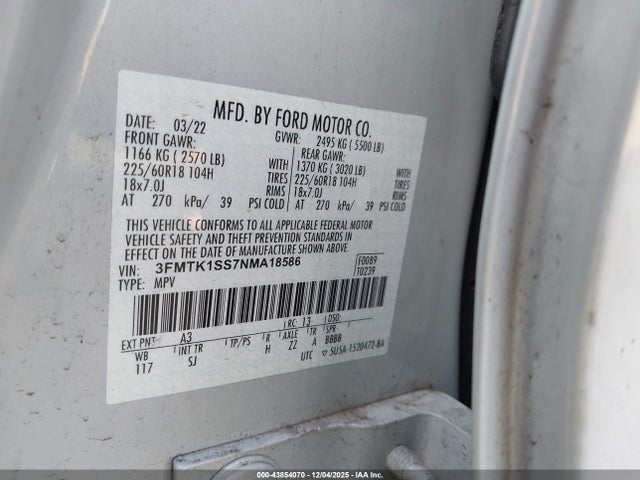 MFD. BY FORD MOTOR CO.
DATE: 03/22 GVWR: 2495 KG ( 5500 LB)
FRONT GAWR: REAR GAWR:
1166 KG ( 2570 LB) WITH 1370 KG ( 3020 LB) WITH
225/60R18 104H TIRES 225/60R18 104H TIRES
18x7.0J RIMS 18x7.0J RIMS
AT 270 kPa/ 39 PSI COLD AT 270 kPa/ 39 PSI COLD
THIS VEHICLE CONFORMS TO ALL APPLICABLE FEDERAL MOTOR
VEHICLE SAFETY AND THEFT PREVENTION STANDARDS IN
EFFECT ON THE DATE OF MANUFACTURE SHOWN ABOVE.
VIN: 3FMTK1SS7NMA18586 F0089
TYPE: MPV T0239
EXT PNT: A3 RC: 13 DSO:
WB INT TR TP/PS R AXLE TR SPR
117 SJ H ZZ A BBBB
UTC ▽ 5U5A-1520472-BA
00-43854070 — 12/04/2025 — IAAI.COM